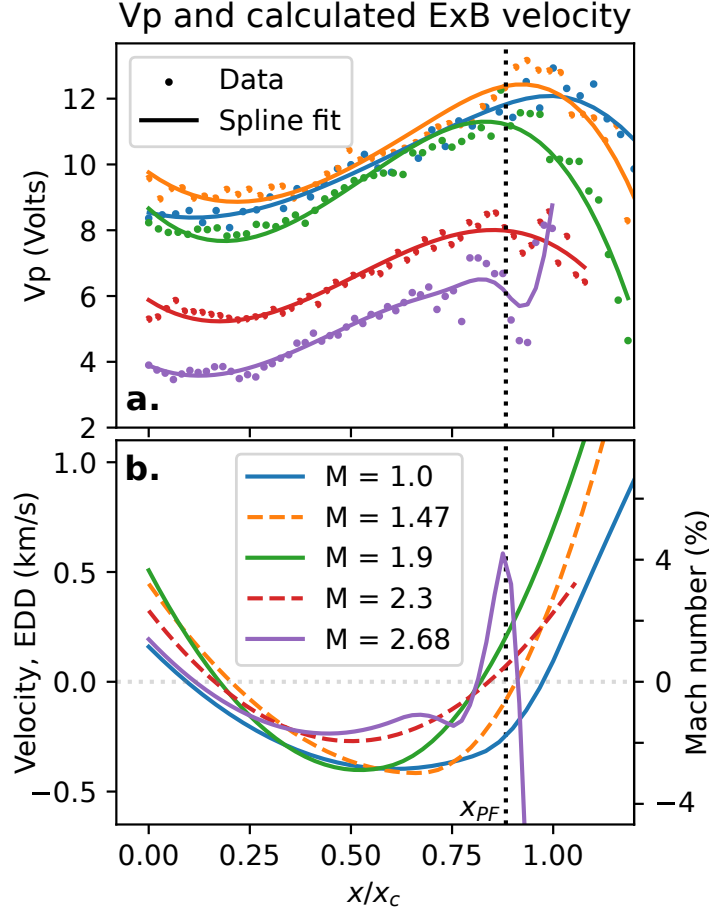 Vp and calculated ExB velocity
Data
Spline fit
12
10
8
6
4
2
Vp (Volts)
a.
b.
M = 1.0
M = 1.47
M = 1.9
M = 2.3
M = 2.68
1.0
0.5
0.0
−0.5
Velocity, EDD (km/s)
4
0
−4
Mach number (%)
x_PF
0.00 0.25 0.50 0.75 1.00
x/x_c